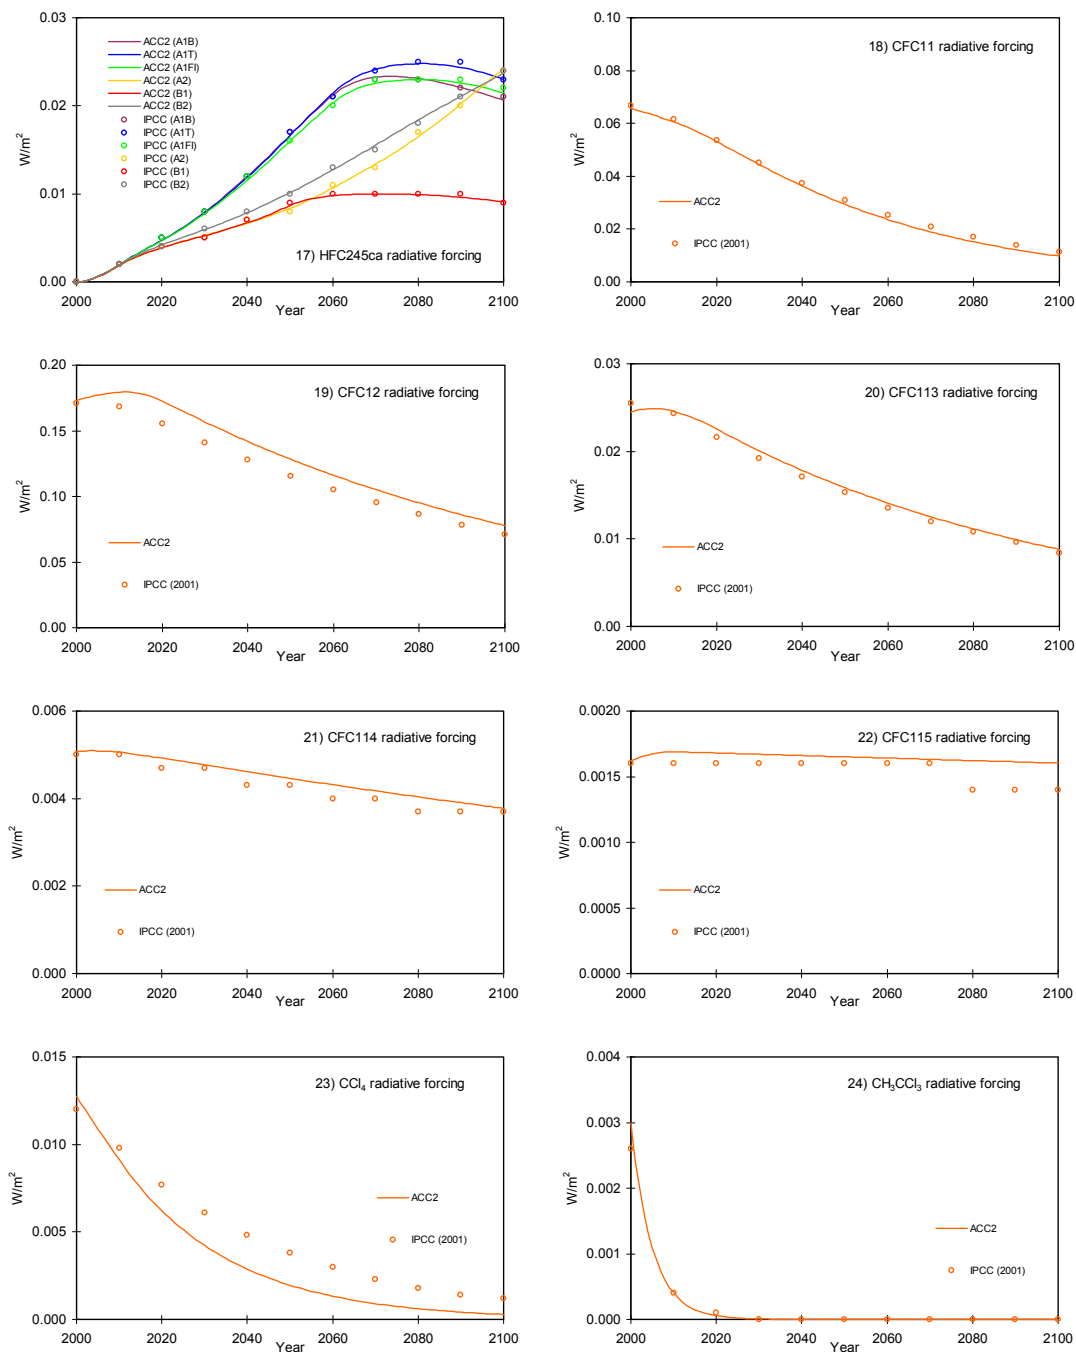 0.03
0.02
0.01
0.00
W/m²
ACC2 (A1B)
ACC2 (A1T)
ACC2 (A1FI)
ACC2 (A2)
ACC2 (B1)
ACC2 (B2)
IPCC (A1B)
IPCC (A1T)
IPCC (A1FI)
IPCC (A2)
IPCC (B1)
IPCC (B2)
17) HFC245ca radiative forcing
2000 2020 2040 2060 2080 2100
Year
0.10
0.08
0.06
0.04
0.02
0.00
W/m²
18) CFC11 radiative forcing
ACC2
IPCC (2001)
2000 2020 2040 2060 2080 2100
Year
0.20
0.15
0.10
0.05
0.00
W/m²
19) CFC12 radiative forcing
ACC2
IPCC (2001)
2000 2020 2040 2060 2080 2100
Year
0.03
0.02
0.01
0.00
W/m²
20) CFC113 radiative forcing
ACC2
IPCC (2001)
2000 2020 2040 2060 2080 2100
Year
0.006
0.004
0.002
0.000
W/m²
21) CFC114 radiative forcing
ACC2
IPCC (2001)
2000 2020 2040 2060 2080 2100
Year
0.0020
0.0015
0.0010
0.0005
0.0000
W/m²
22) CFC115 radiative forcing
ACC2
IPCC (2001)
2000 2020 2040 2060 2080 2100
Year
0.015
0.010
0.005
0.000
W/m²
23) CCl₄ radiative forcing
ACC2
IPCC (2001)
2000 2020 2040 2060 2080 2100
Year
0.004
0.003
0.002
0.001
0.000
W/m²
24) CH₃CCl₃ radiative forcing
ACC2
IPCC (2001)
2000 2020 2040 2060 2080 2100
Year